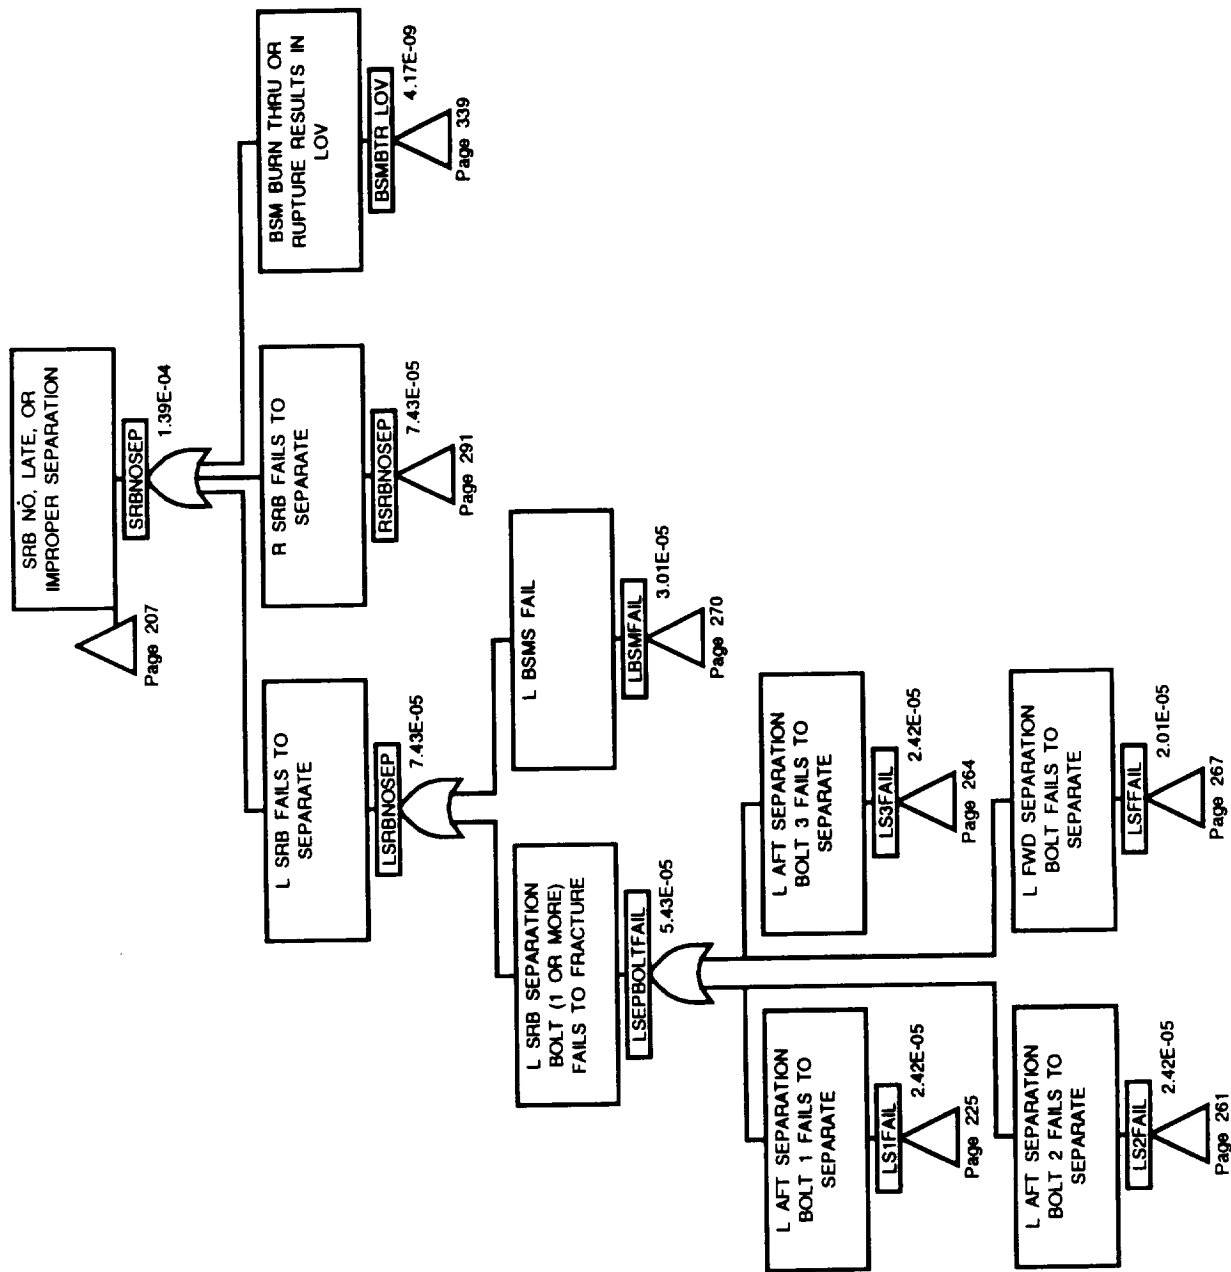 SRB NO, LATE, OR
IMPROPER SEPARATION
SRBNOSEP
1.39E-04
Page 207
L SRB FAILS TO
SEPARATE
LSRBNOSEP
7.43E-05
R SRB FAILS TO
SEPARATE
RSRBNOSEP
7.43E-05
Page 291
BSM BURN THRU OR
RUPTURE RESULTS IN
LOV
BSMBTR LOV
4.17E-09
Page 339
L SRB SEPARATION
BOLT (1 OR MORE)
FAILS TO FRACTURE
LSEPBOLTFAIL
5.43E-05
L BSMS FAIL
LBSMFAIL
3.01E-05
Page 270
L AFT SEPARATION
BOLT 1 FAILS TO
SEPARATE
LS1FAIL
2.42E-05
Page 225
L AFT SEPARATION
BOLT 3 FAILS TO
SEPARATE
LS3FAIL
2.42E-05
Page 264
L AFT SEPARATION
BOLT 2 FAILS TO
SEPARATE
LS2FAIL
2.42E-05
Page 261
L FWD SEPARATION
BOLT FAILS TO
SEPARATE
LSFFAIL
2.01E-05
Page 267